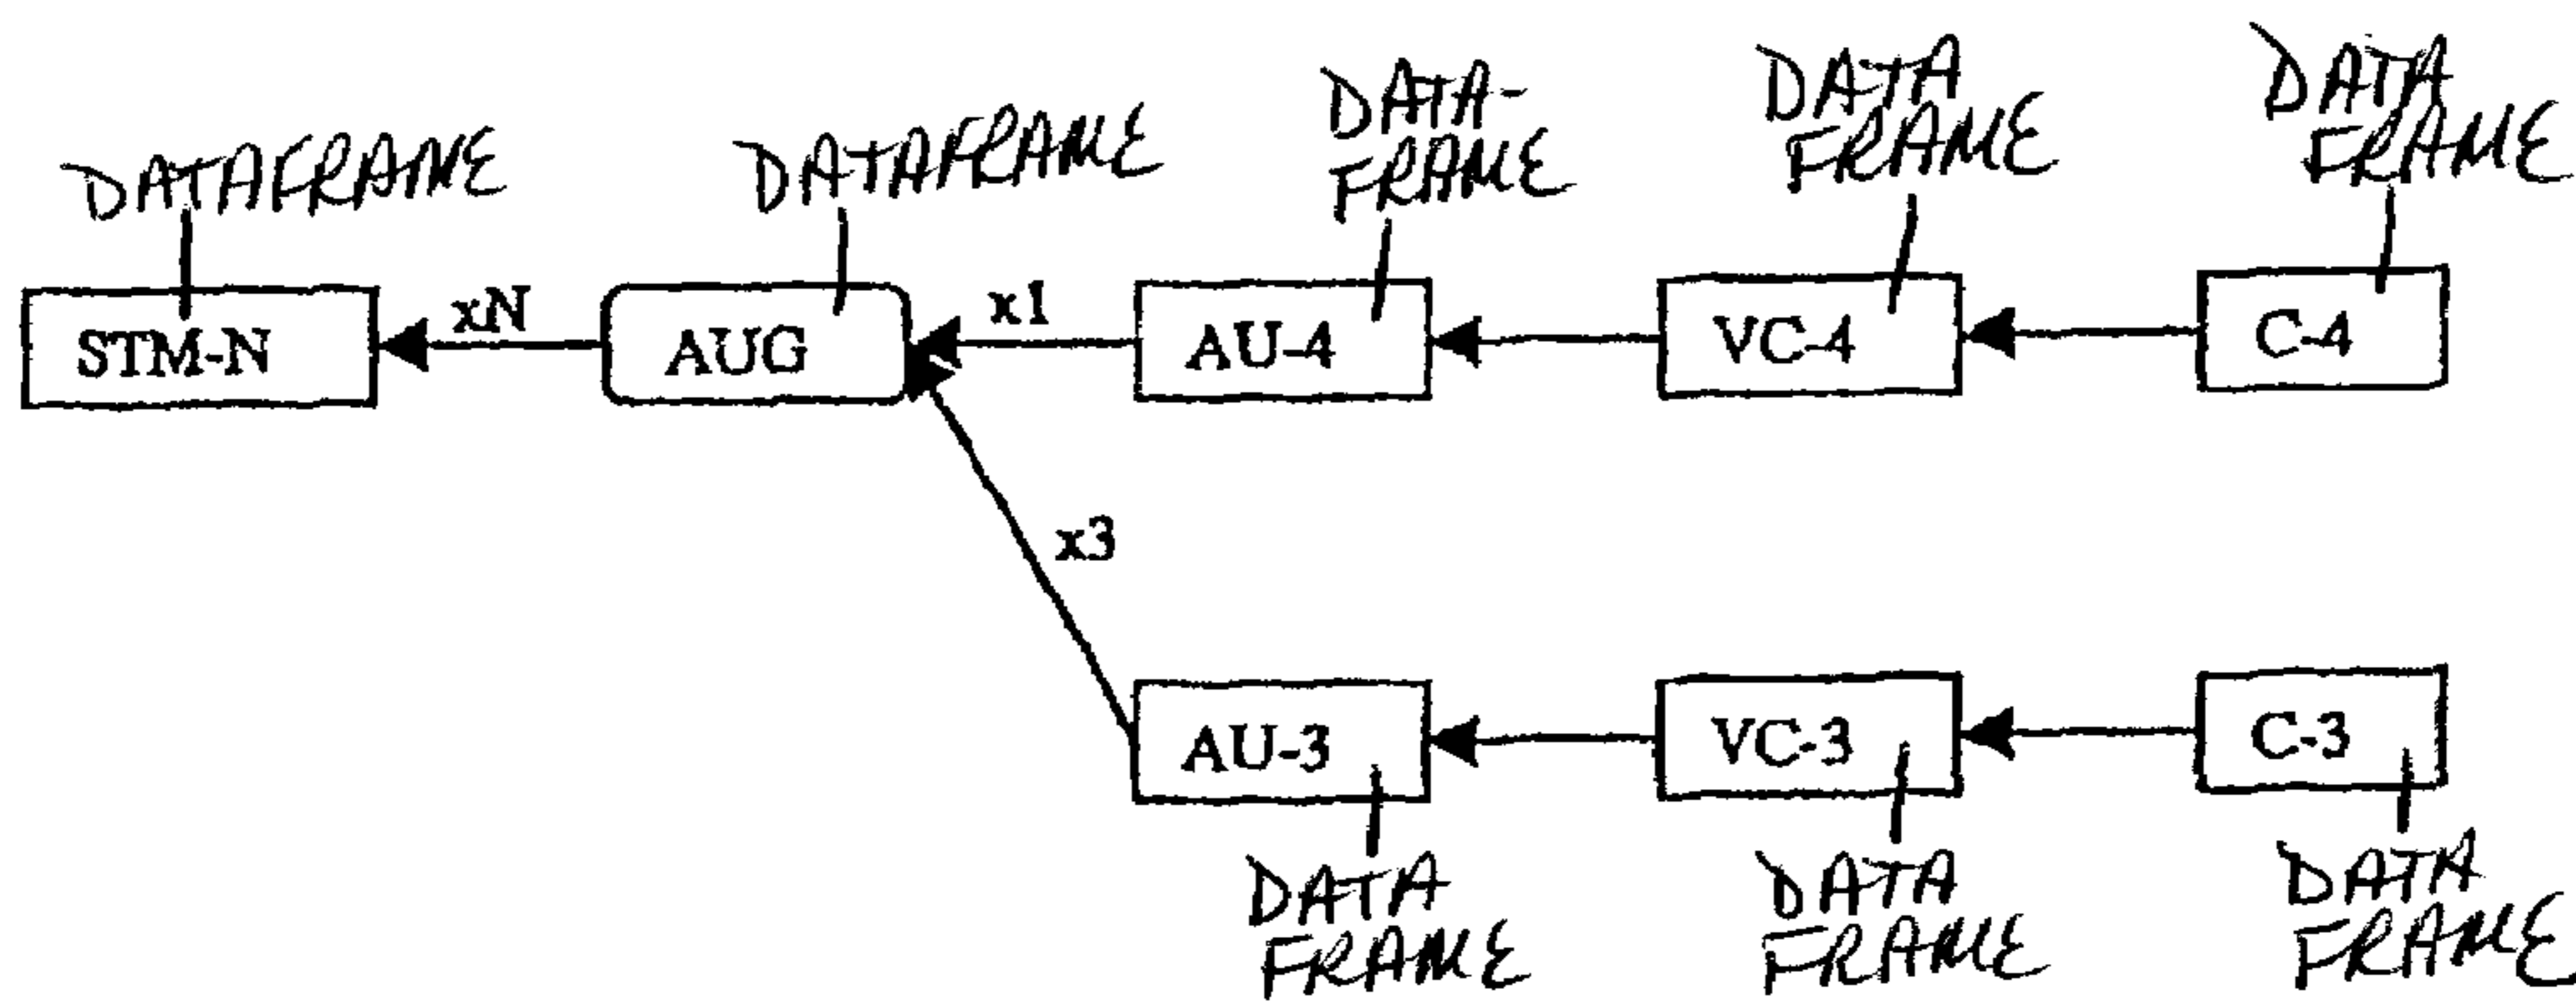 DATAFRAME
DATAFRAME
DATA-
FRAME
DATA
FRAME
DATA
FRAME
STM-N
xN
AUG
x1
AU-4
VC-4
C-4
x3
AU-3
VC-3
C-3
DATA
FRAME
DATA
FRAME
DATA
FRAME